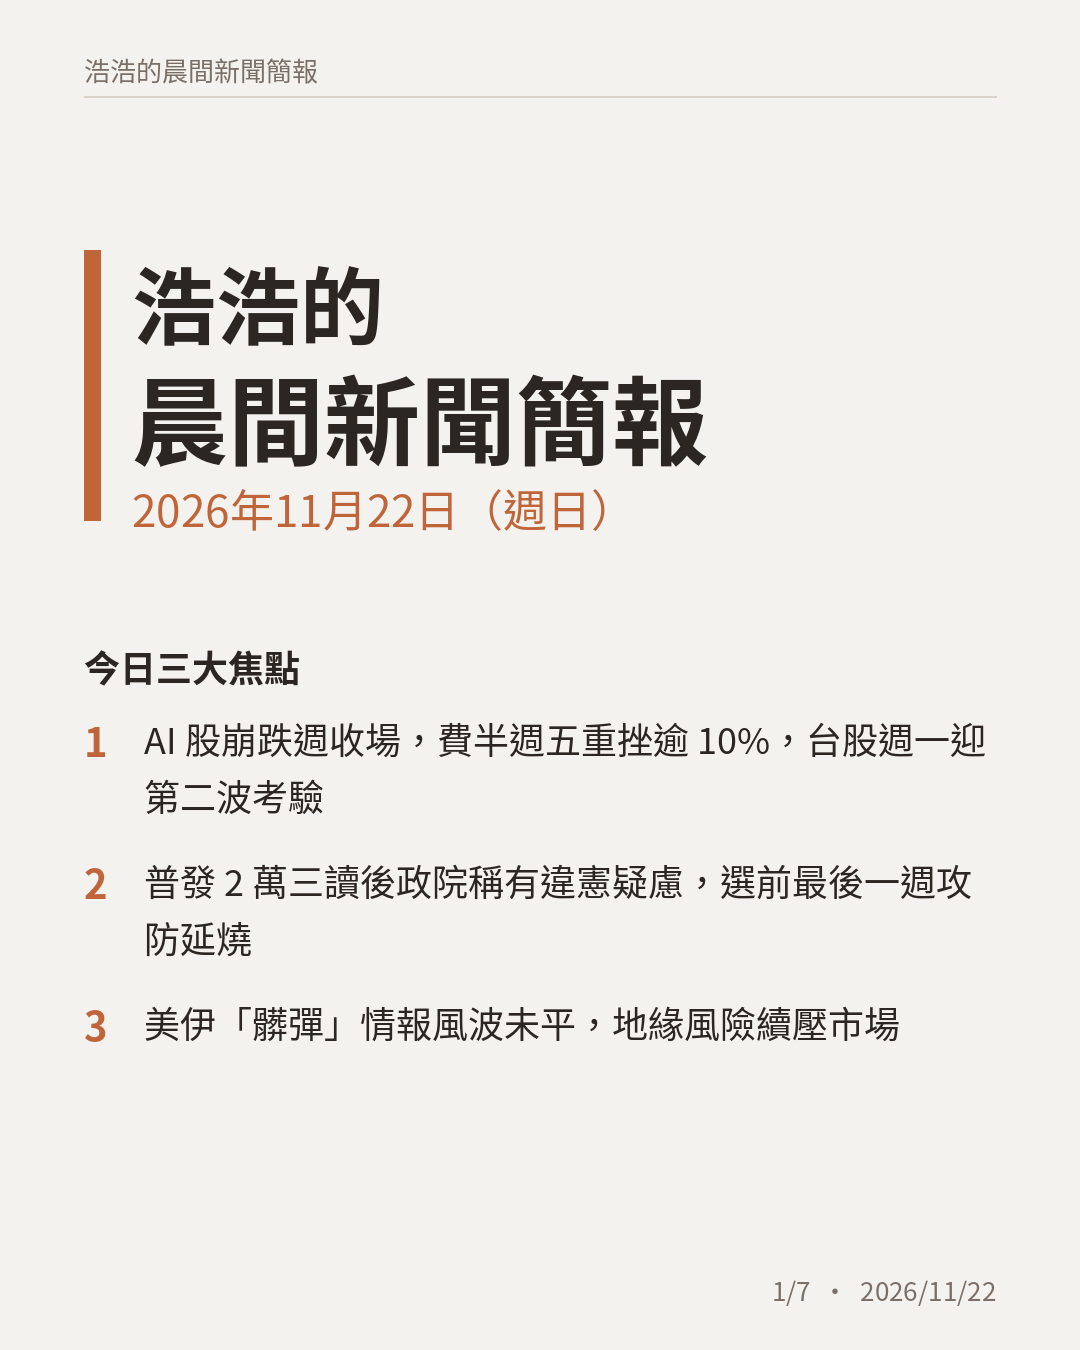 浩浩的晨間新聞簡報
浩浩的
晨間新聞簡報
2026年11月22日（週日）
今日三大焦點
1 AI 股崩跌週收場，費半週五重挫逾 10%，台股週一迎
第二波考驗
2 普發 2 萬三讀後政院稱有違憲疑慮，選前最後一週攻
防延燒
3 美伊「髒彈」情報風波未平，地緣風險續壓市場
1/7 • 2026/11/22